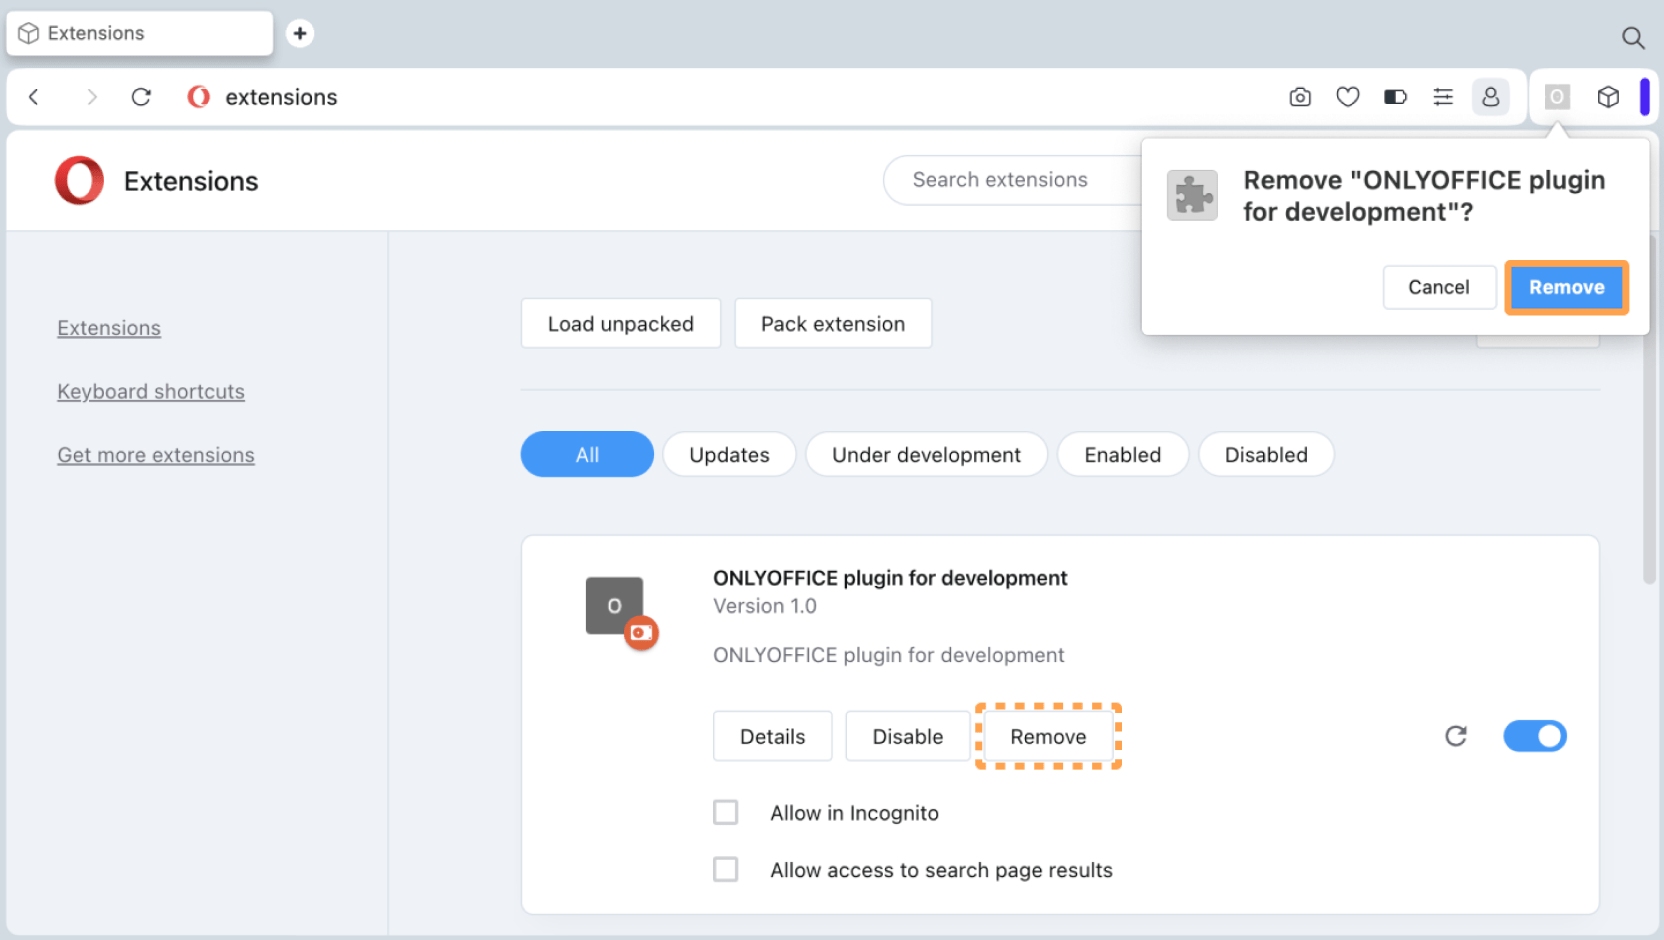 Extensions
extensions
O
Extensions
Search extensions
Remove "ONLYOFFICE plugin
for development"?
Cancel
Remove
Extensions
Keyboard shortcuts
Get more extensions
Load unpacked
Pack extension
All
Updates
Under development
Enabled
Disabled
O
ONLYOFFICE plugin for development
Version 1.0
ONLYOFFICE plugin for development
Details
Disable
Remove
Allow in Incognito
Allow access to search page results